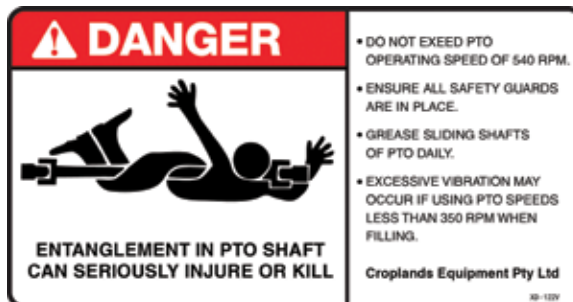 DANGER
ENTANGLEMENT IN PTO SHAFT
CAN SERIOUSLY INJURE OR KILL
• DO NOT EXEED PTO
OPERATING SPEED OF 540 RPM.
• ENSURE ALL SAFETY GUARDS
ARE IN PLACE.
• GREASE SLIDING SHAFTS
OF PTO DAILY.
• EXCESSIVE VIBRATION MAY
OCCUR IF USING PTO SPEEDS
LESS THAN 350 RPM WHEN
FILLING.
Croplands Equipment Pty Ltd